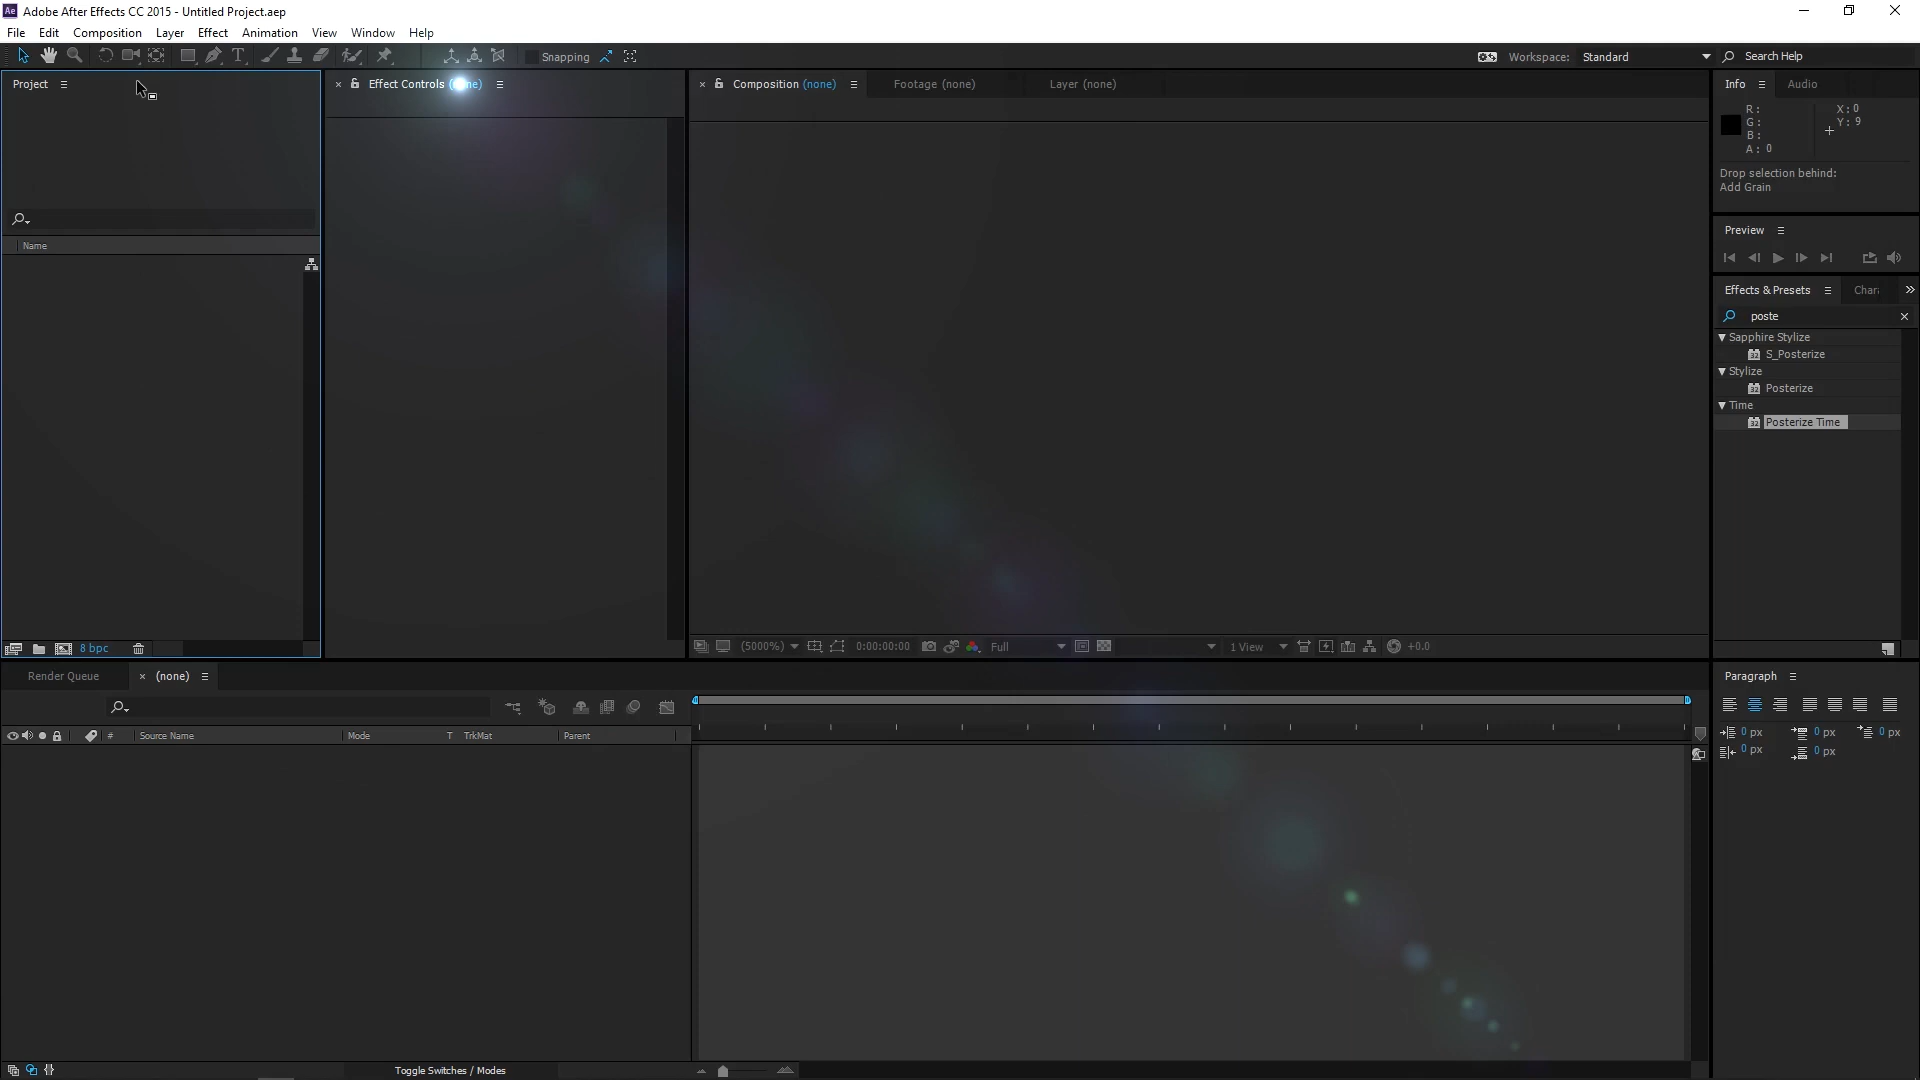 Ae Adobe After Effects CC 2015 - Untitled Project.aep
File Edit Composition Layer Effect Animation View Window Help
Snapping
Workspace: Standard
Search Help
Project
Effect Controls
Composition (none)
Footage (none)
Layer (none)
Name
8 bpc
(5000%)
0:00:00:00
Full
1 View
+0.0
Info
Audio
R :
G :
B :
A : 0
X : 0
Y : 9
Drop selection behind:
Add Grain
Preview
Effects & Presets
poste
Sapphire Stylize
S_Posterize
Stylize
Posterize
Time
Posterize Time
Render Queue
(none)
# Source Name Mode T TrkMat Parent
Toggle Switches / Modes
Paragraph
0 px 0 px 0 px
0 px 0 px